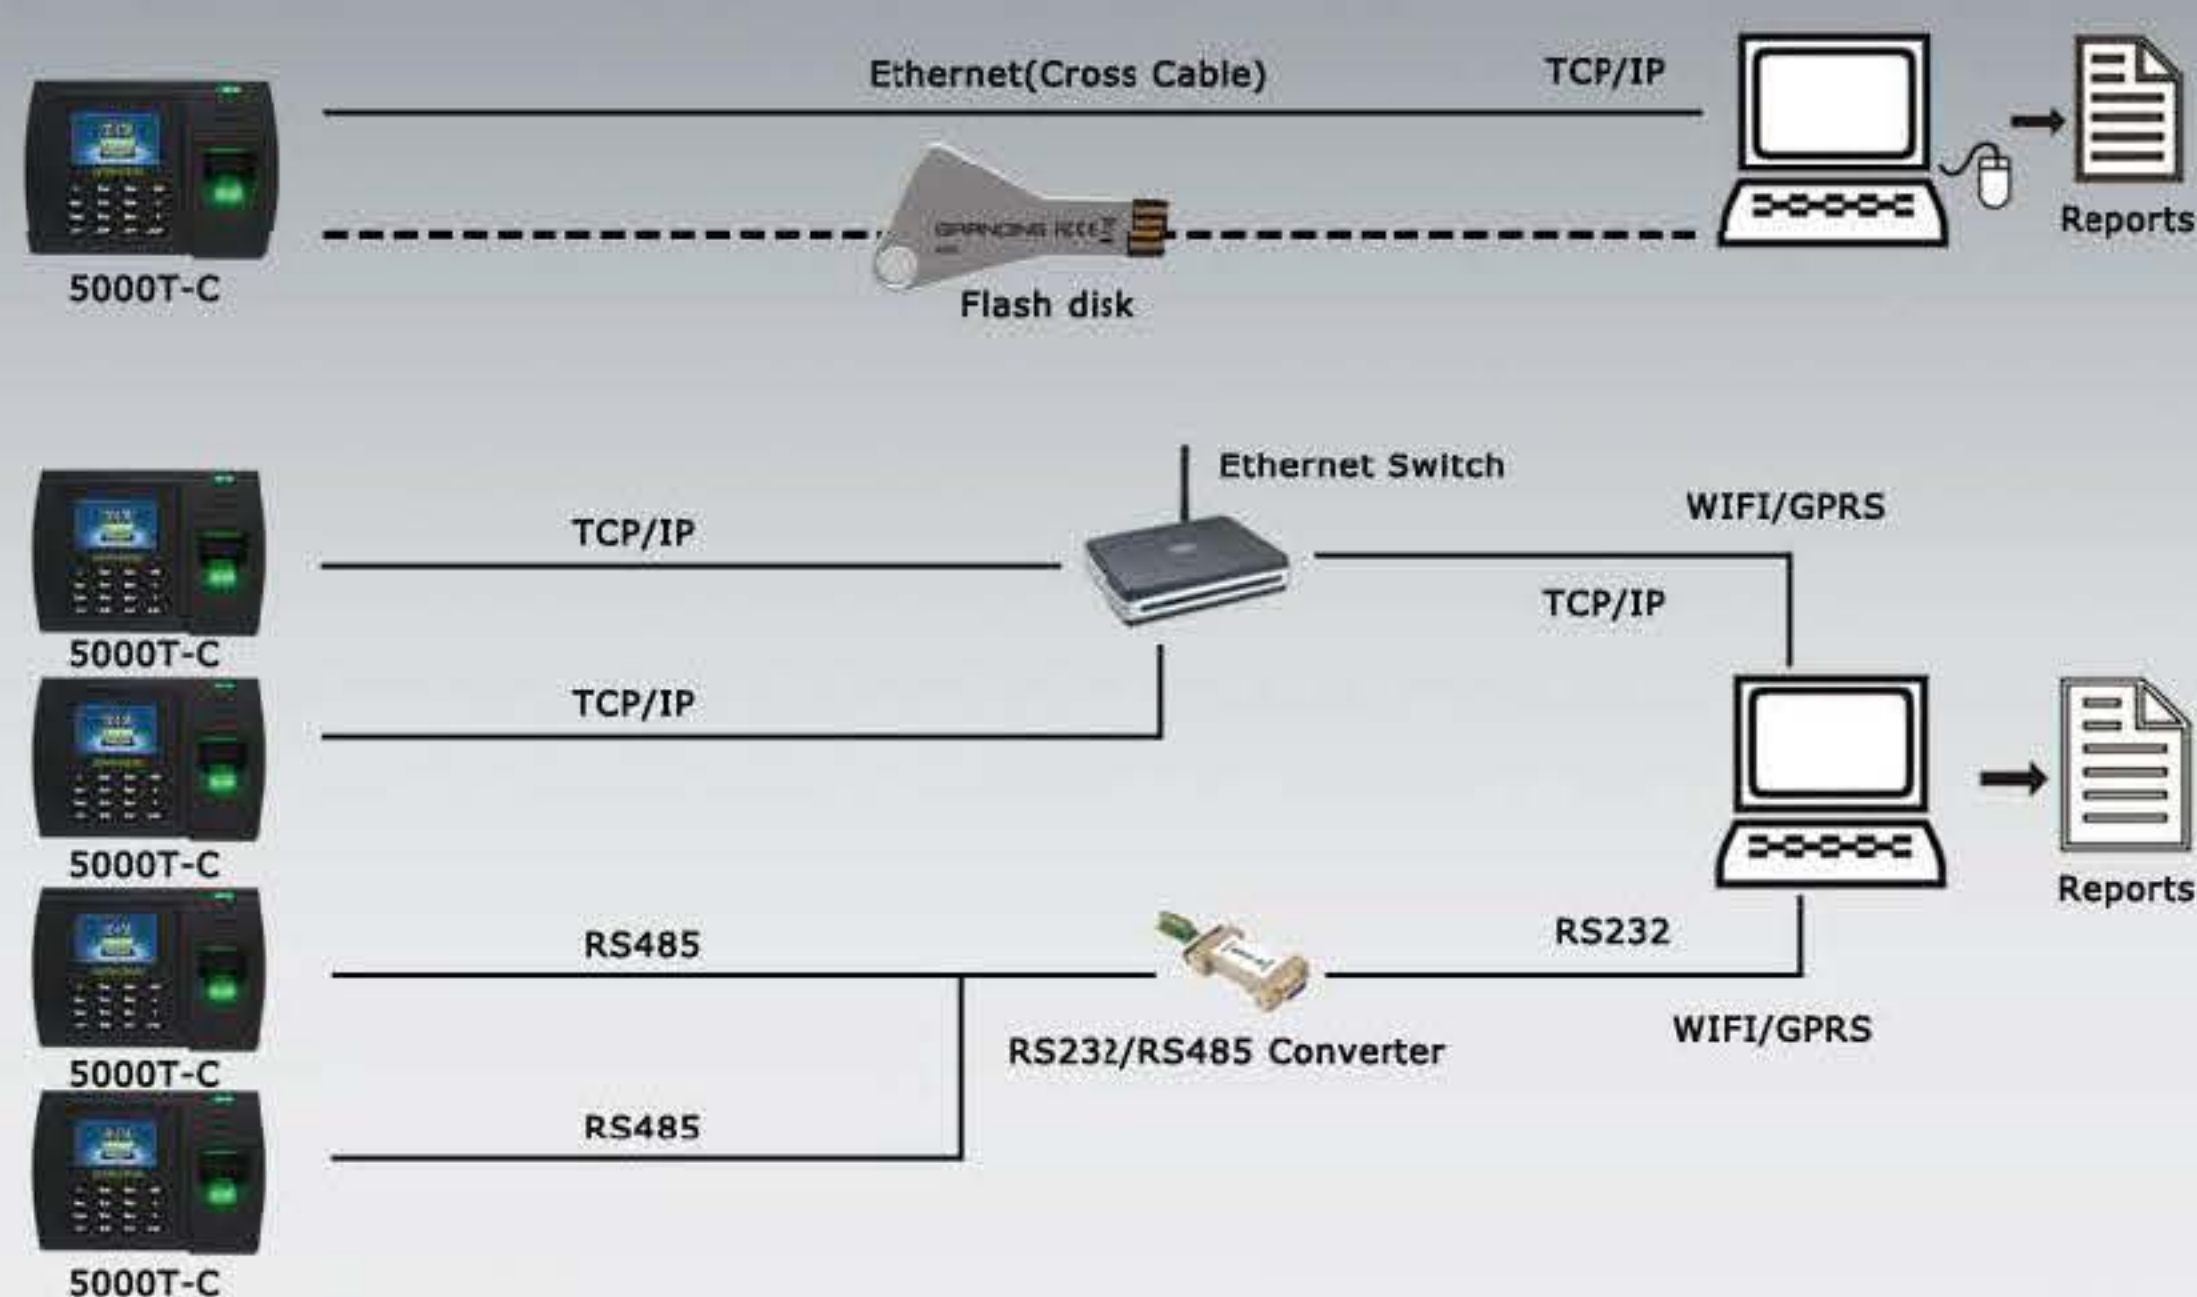 Ethernet(Cross Cable)
TCP/IP
5000T-C
Flash disk
Reports
Ethernet Switch
WIFI/GPRS
TCP/IP
TCP/IP
5000T-C
TCP/IP
5000T-C
Reports
RS485
RS232
RS232/RS485 Converter
WIFI/GPRS
5000T-C
RS485
5000T-C